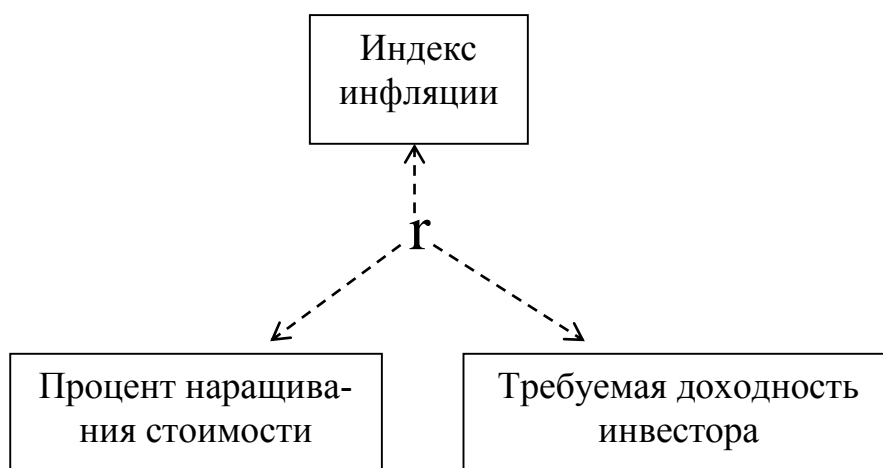 Индекс
инфляции
r
Процент наращива-
ния стоимости
Требуемая доходность
инвестора